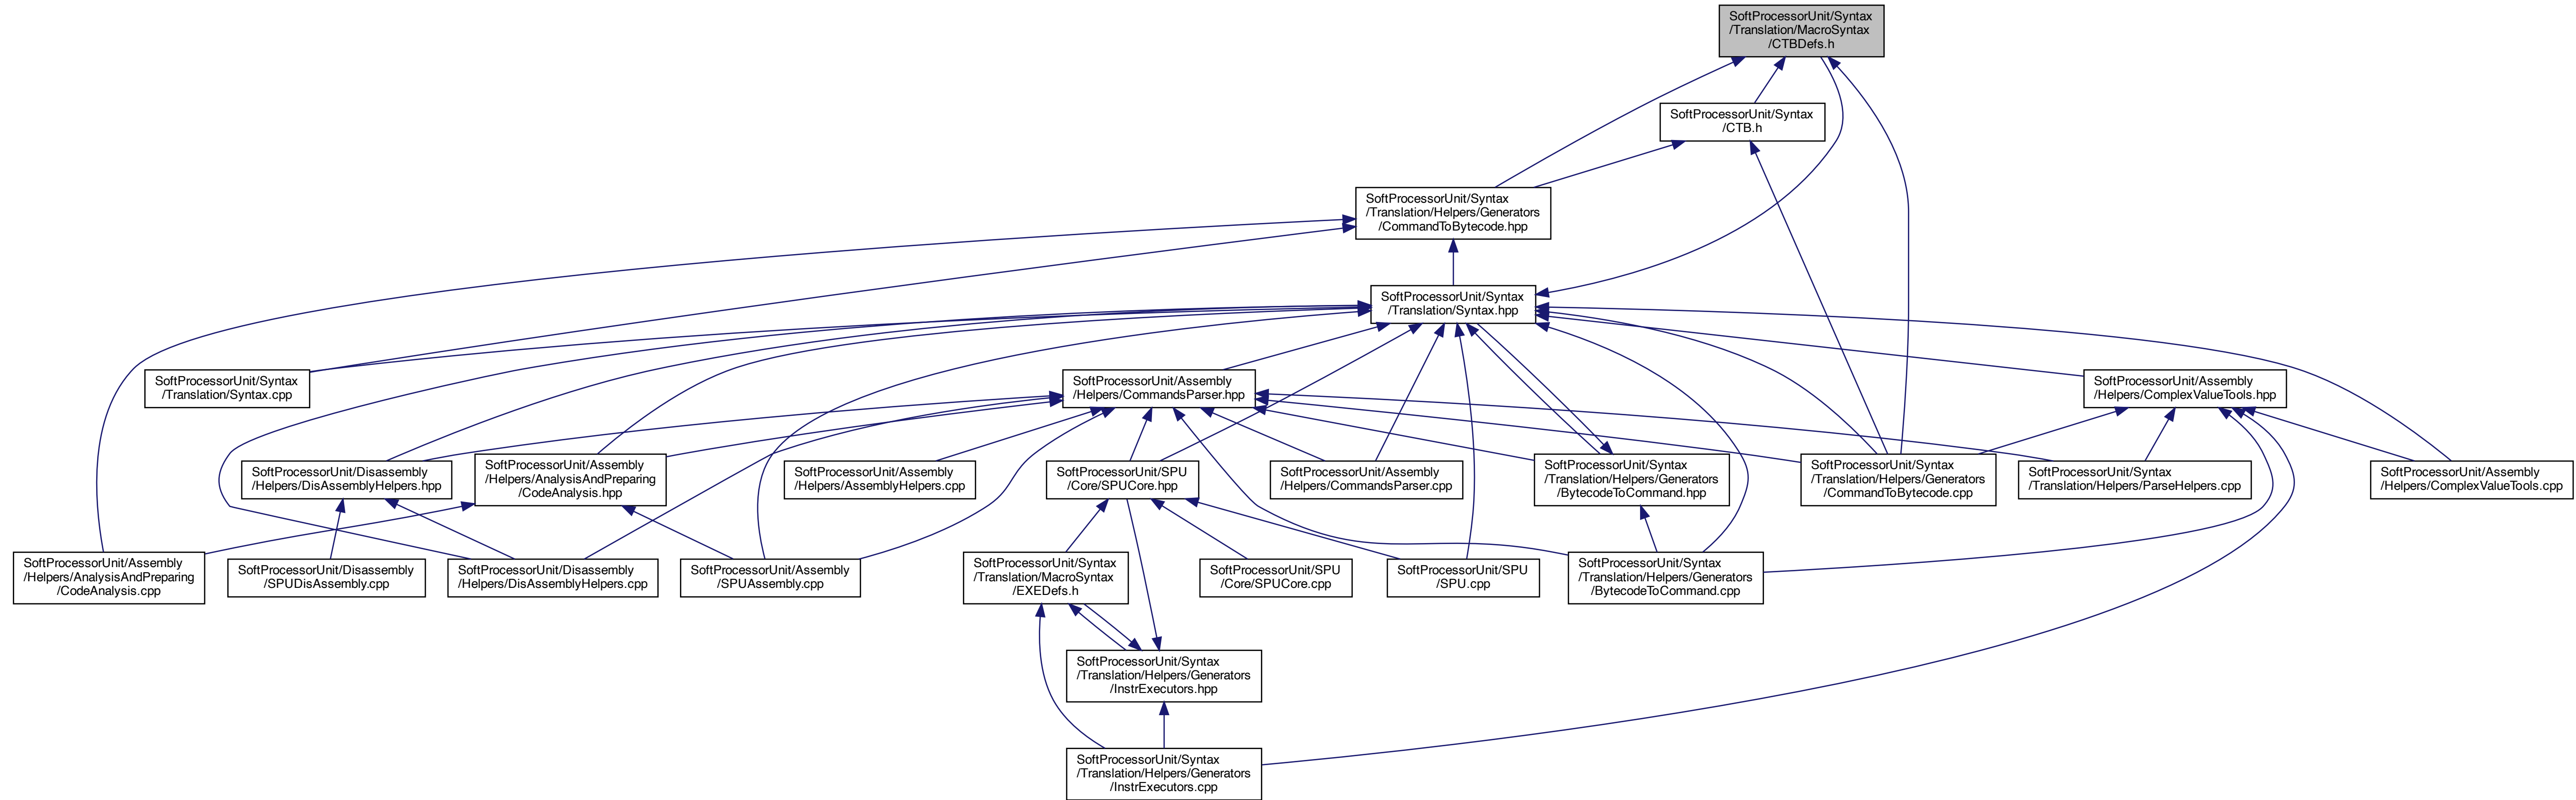 SoftProcessorUnit/Syntax
/Translation/MacroSyntax
/CTBDefs.h
SoftProcessorUnit/Syntax
/CTB.h
SoftProcessorUnit/Syntax
/Translation/Helpers/Generators
/CommandToBytecode.hpp
SoftProcessorUnit/Syntax
/Translation/Syntax.hpp
SoftProcessorUnit/Syntax
/Translation/Syntax.cpp
SoftProcessorUnit/Assembly
/Helpers/CommandsParser.hpp
SoftProcessorUnit/Assembly
/Helpers/ComplexValueTools.hpp
SoftProcessorUnit/Disassembly
/Helpers/DisAssemblyHelpers.hpp
SoftProcessorUnit/Assembly
/Helpers/AnalysisAndPreparing
/CodeAnalysis.hpp
SoftProcessorUnit/Assembly
/Helpers/AssemblyHelpers.cpp
SoftProcessorUnit/SPU
/Core/SPUCore.hpp
SoftProcessorUnit/Assembly
/Helpers/CommandsParser.cpp
SoftProcessorUnit/Syntax
/Translation/Helpers/Generators
/BytecodeToCommand.hpp
SoftProcessorUnit/Syntax
/Translation/Helpers/Generators
/CommandToBytecode.cpp
SoftProcessorUnit/Syntax
/Translation/Helpers/ParseHelpers.cpp
SoftProcessorUnit/Assembly
/Helpers/ComplexValueTools.cpp
SoftProcessorUnit/Assembly
/Helpers/AnalysisAndPreparing
/CodeAnalysis.cpp
SoftProcessorUnit/Disassembly
/SPUDisAssembly.cpp
SoftProcessorUnit/Disassembly
/Helpers/DisAssemblyHelpers.cpp
SoftProcessorUnit/Assembly
/SPUAssembly.cpp
SoftProcessorUnit/Syntax
/Translation/MacroSyntax
/EXEDefs.h
SoftProcessorUnit/SPU
/Core/SPUCore.cpp
SoftProcessorUnit/SPU
/SPU.cpp
SoftProcessorUnit/Syntax
/Translation/Helpers/Generators
/BytecodeToCommand.cpp
SoftProcessorUnit/Syntax
/Translation/Helpers/Generators
/InstrExecutors.hpp
SoftProcessorUnit/Syntax
/Translation/Helpers/Generators
/InstrExecutors.cpp